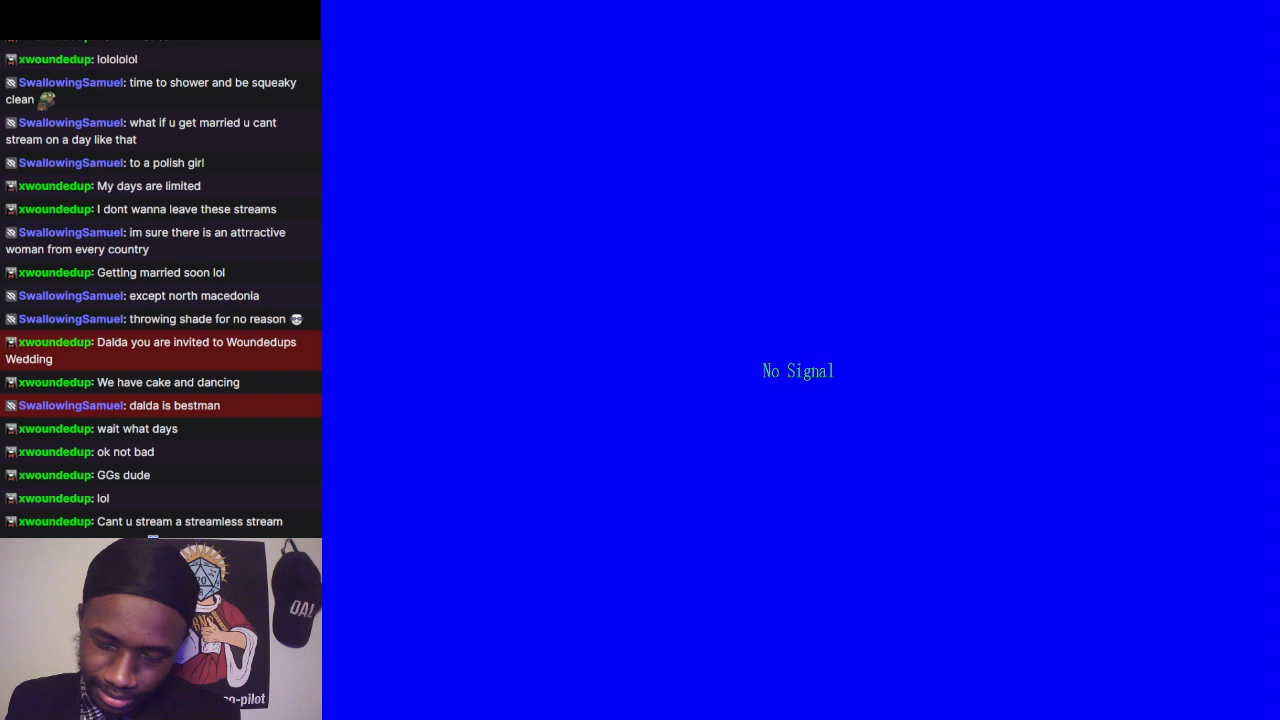 xwoundedup: lolololol
SwallowingSamuel: time to shower and be squeaky
clean
SwallowingSamuel: what if u get married u cant
stream on a day like that
SwallowingSamuel: to a polish girl
xwoundedup: My days are limited
xwoundedup: I dont wanna leave these streams
SwallowingSamuel: im sure there is an attrractive
woman from every country
xwoundedup: Getting married soon lol
SwallowingSamuel: except north macedonia
SwallowingSamuel: throwing shade for no reason
xwoundedup: Dalda you are invited to Woundedups
Wedding
xwoundedup: We have cake and dancing
SwallowingSamuel: dalda is bestman
xwoundedup: wait what days
xwoundedup: ok not bad
xwoundedup: GGs dude
xwoundedup: lol
xwoundedup: Cant u stream a streamless stream
No Signal
20
DAL
o-pilot